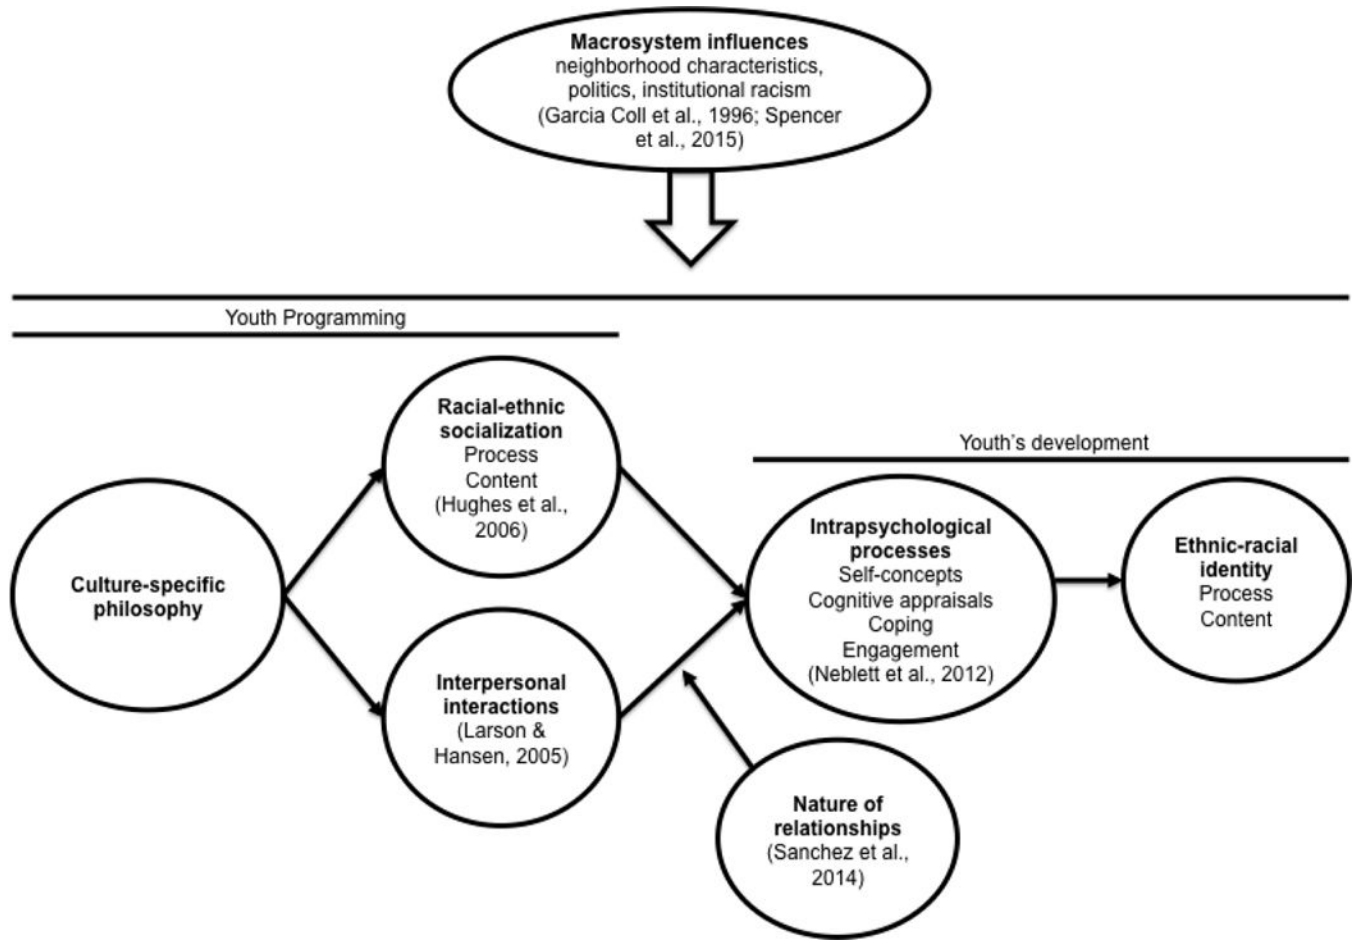 Macrosystem influences
neighborhood characteristics,
politics, institutional racism
(Garcia Coll et al., 1996; Spencer
et al., 2015)
Youth Programming
Racial-ethnic
socialization
Process
Content
(Hughes et al.,
2006)
Youth's development
Culture-specific
philosophy
Intrapsychological
processes
Self-concepts
Cognitive appraisals
Coping
Engagement
(Neblett et al., 2012)
Ethnic-racial
identity
Process
Content
Interpersonal
interactions
(Larson &
Hansen, 2005)
Nature of
relationships
(Sanchez et al.,
2014)